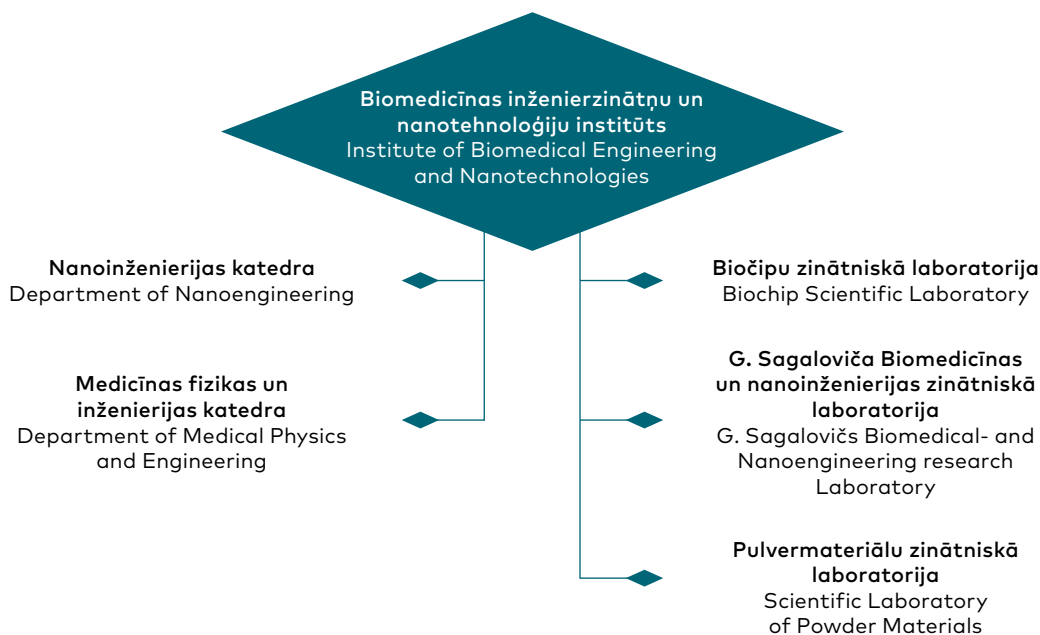 Biomedicīnas inženierzinātņu un
nanotehnoloģiju institūts
Institute of Biomedical Engineering
and Nanotechnologies
Nanoinženierijas katedra
Department of Nanoengineering
Medicīnas fizikas un
inženierijas katedra
Department of Medical Physics
and Engineering
Biočipu zinātniskā laboratorija
Biochip Scientific Laboratory
G. Sagaloviča Biomedicīnas
un nanoinženierijas zinātniskā
laboratorija
G. Sagalovičs Biomedical- and
Nanoengineering research
Laboratory
Pulvermateriālu zinātniskā
laboratorija
Scientific Laboratory
of Powder Materials